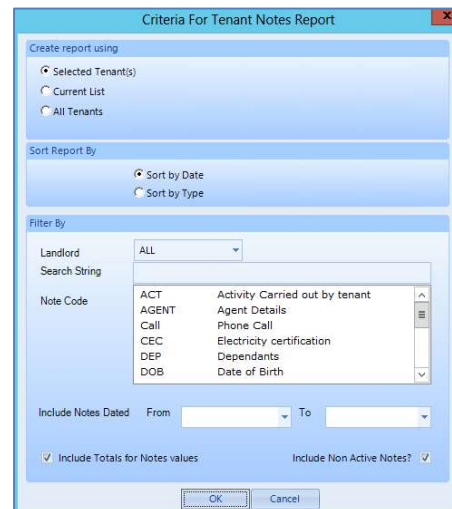 Criteria For Tenant Notes Report
x
Create report using
Selected Tenant(s)
Current List
All Tenants
Sort Report By
Sort by Date
Sort by Type
Filter By
Landlord ALL
Search String
Note Code
ACT Activity Carried out by tenant
AGENT Agent Details
Call Phone Call
CEC Electricity certification
DEP Dependants
DOB Date of Birth
Include Notes Dated From To
Include Totals for Notes values Include Non Active Notes?
OK Cancel